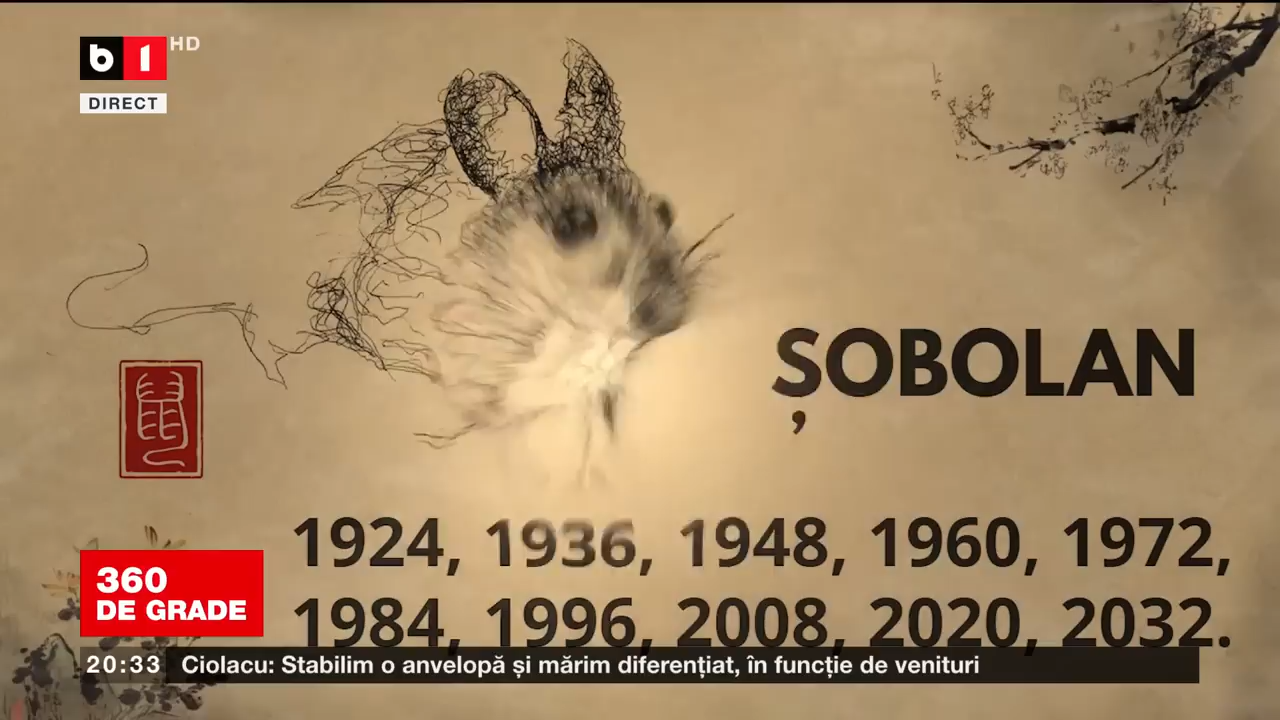 b1 HD
DIRECT
ȘOBOLAN
鼠
1924, 1936, 1948, 1960, 1972,
1984, 1996, 2008, 2020, 2032.
360
DE GRADE
20:33 Ciolacu: Stabilim o anvelopă și mărim diferențiat, în funcție de venituri